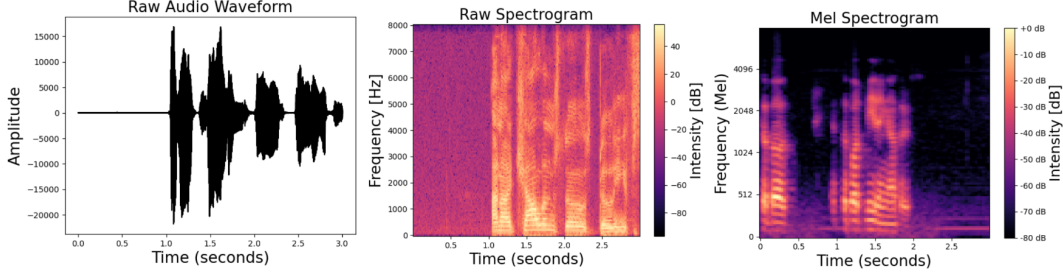 Raw Audio Waveform
Amplitude
15000
10000
5000
0
−5000
−10000
−15000
−20000
0.0 0.5 1.0 1.5 2.0 2.5 3.0
Time (seconds)
Raw Spectrogram
Frequency [Hz]
8000
7000
6000
5000
4000
3000
2000
1000
0
0.5 1.0 1.5 2.0 2.5
Time (seconds)
Intensity [dB]
40
20
0
−20
−40
−60
−80
Mel Spectrogram
Frequency (Mel)
4096
2048
1024
512
0
0 0.5 1 1.5 2 2.5
Time (seconds)
Intensity [dB]
+0 dB
-10 dB
-20 dB
-30 dB
-40 dB
-50 dB
-60 dB
-70 dB
-80 dB